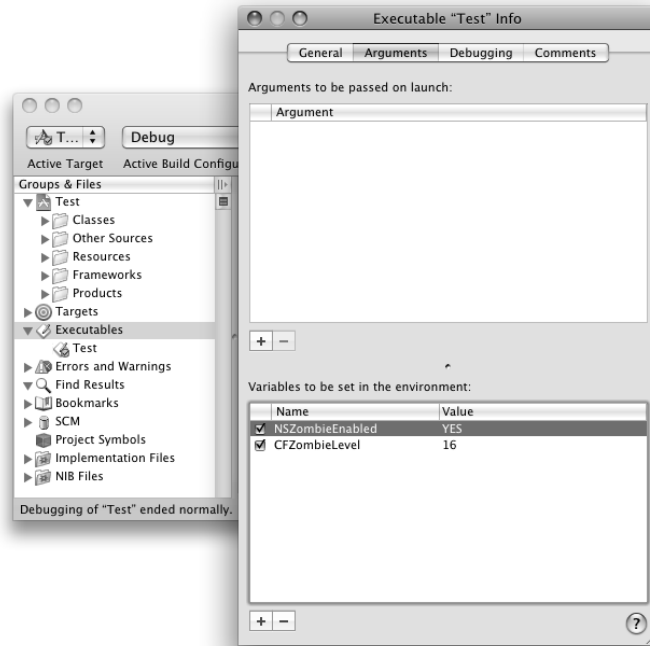 Executable “Test” Info
General Arguments Debugging Comments
Arguments to be passed on launch:
Argument
+ −
Variables to be set in the environment:
Name Value
NSZombieEnabled YES
CFZombieLevel 16
+ −
?
T... Debug
Active Target Active Build Configu
Groups & Files
Test
Classes
Other Sources
Resources
Frameworks
Products
Targets
Executables
Test
Errors and Warnings
Find Results
Bookmarks
SCM
Project Symbols
Implementation Files
NIB Files
Debugging of “Test” ended normally.